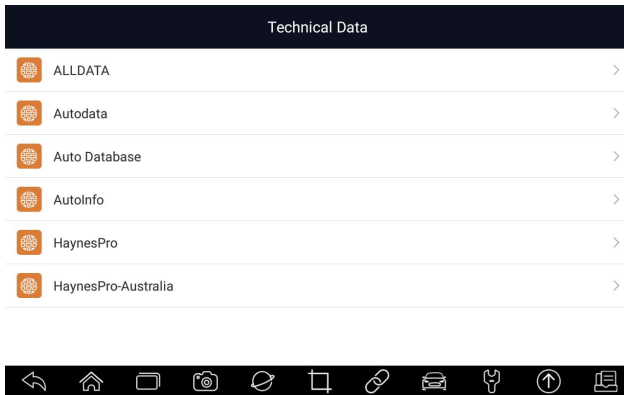 Technical Data
ALLDATA
Autodata
Auto Database
AutoInfo
HaynesPro
HaynesPro-Australia